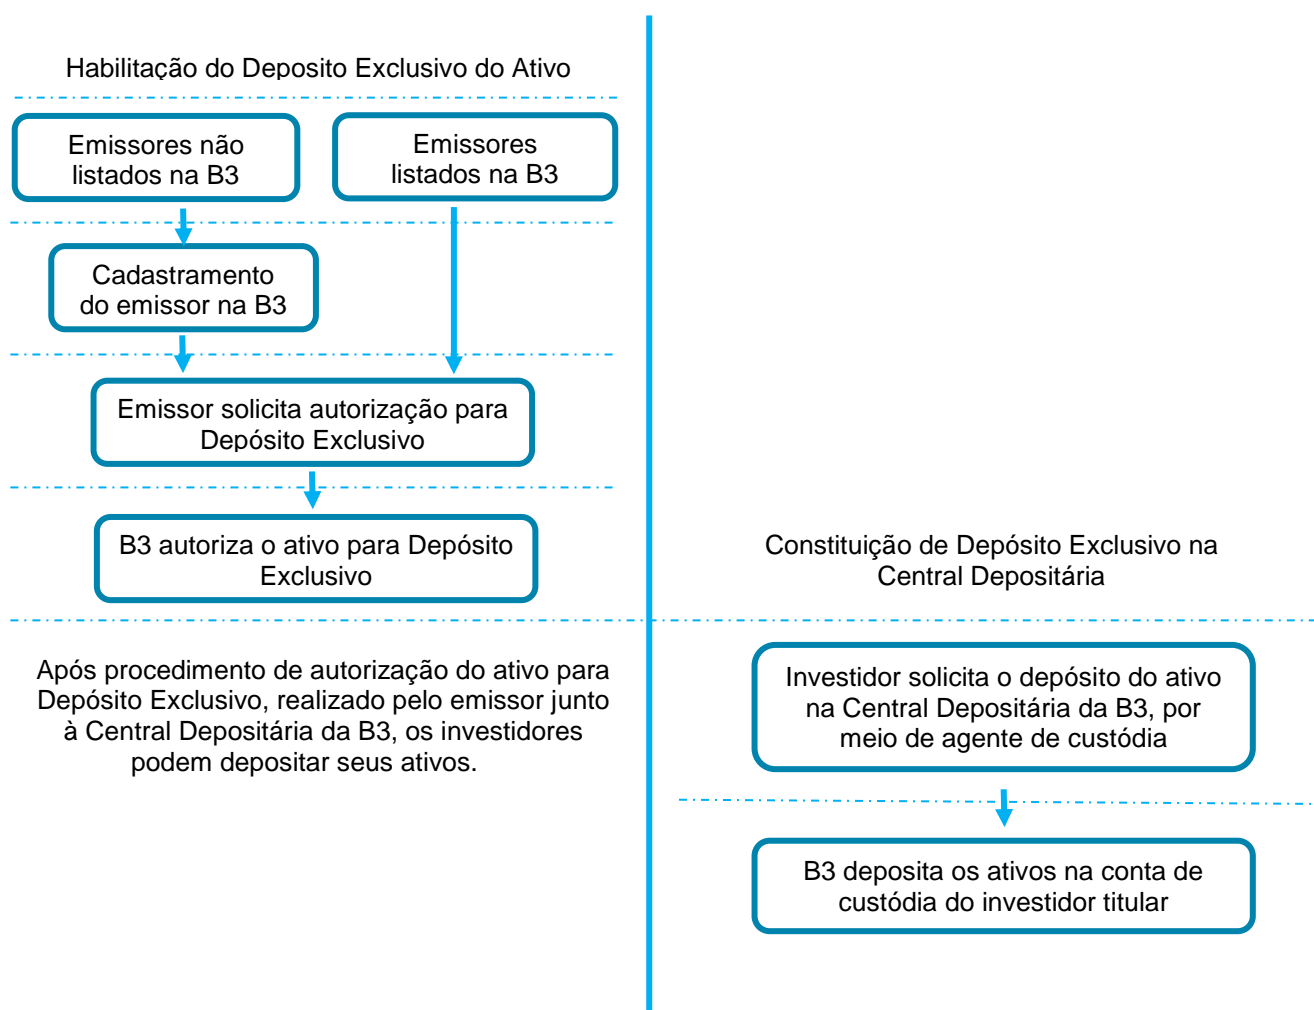 Habilitação do Deposito Exclusivo do Ativo
Emissores não
listados na B3
Emissores
listados na B3
Cadastramento
do emissor na B3
Emissor solicita autorização para
Depósito Exclusivo
B3 autoriza o ativo para Depósito
Exclusivo
Após procedimento de autorização do ativo para
Depósito Exclusivo, realizado pelo emissor junto
à Central Depositária da B3, os investidores
podem depositar seus ativos.
Constituição de Depósito Exclusivo na
Central Depositária
Investidor solicita o depósito do ativo
na Central Depositária da B3, por
meio de agente de custódia
B3 deposita os ativos na conta de
custódia do investidor titular